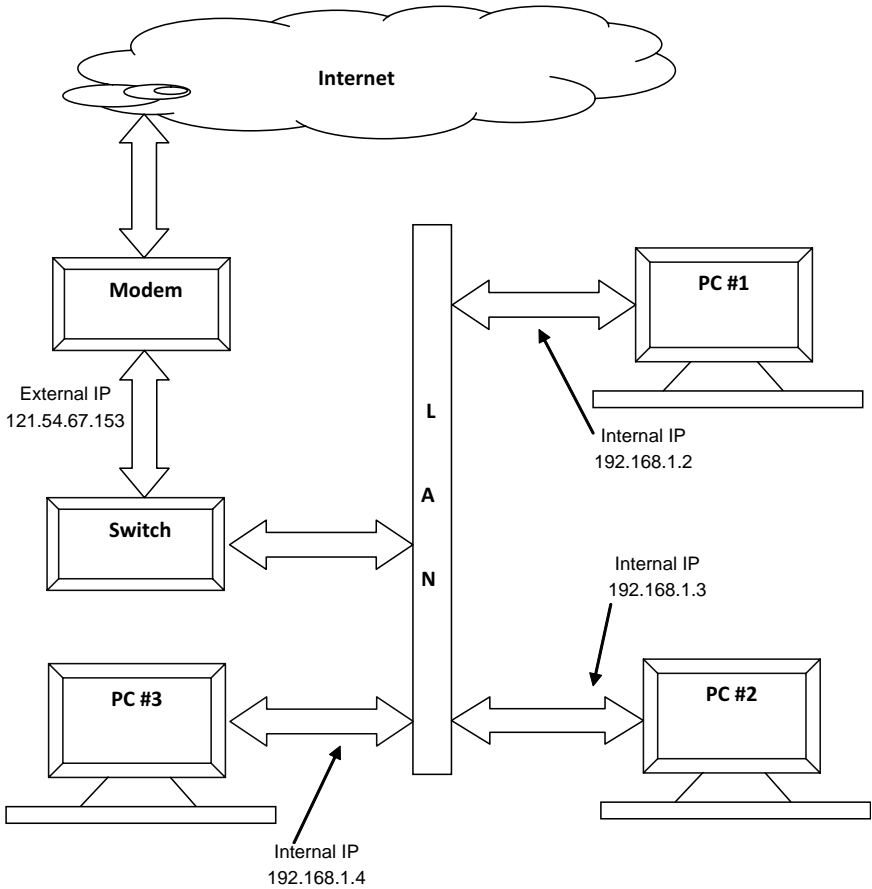 Internet
Modem
PC #1
External IP
121.54.67.153
L
A
N
Internal IP
192.168.1.2
Switch
Internal IP
192.168.1.3
PC #3
PC #2
Internal IP
192.168.1.4